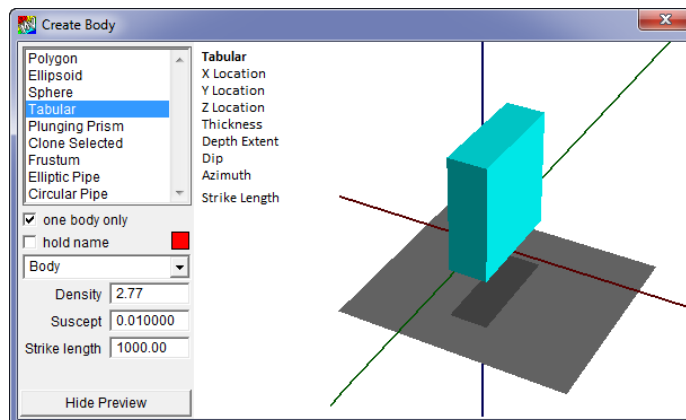 Create Body
Polygon
Ellipsoid
Sphere
Tabular
Plunging Prism
Clone Selected
Frustum
Elliptic Pipe
Circular Pipe
Tabular
X Location
Y Location
Z Location
Thickness
Depth Extent
Dip
Azimuth
Strike Length
one body only
hold name
Body
Density 2.77
Suscept 0.010000
Strike length 1000.00
Hide Preview